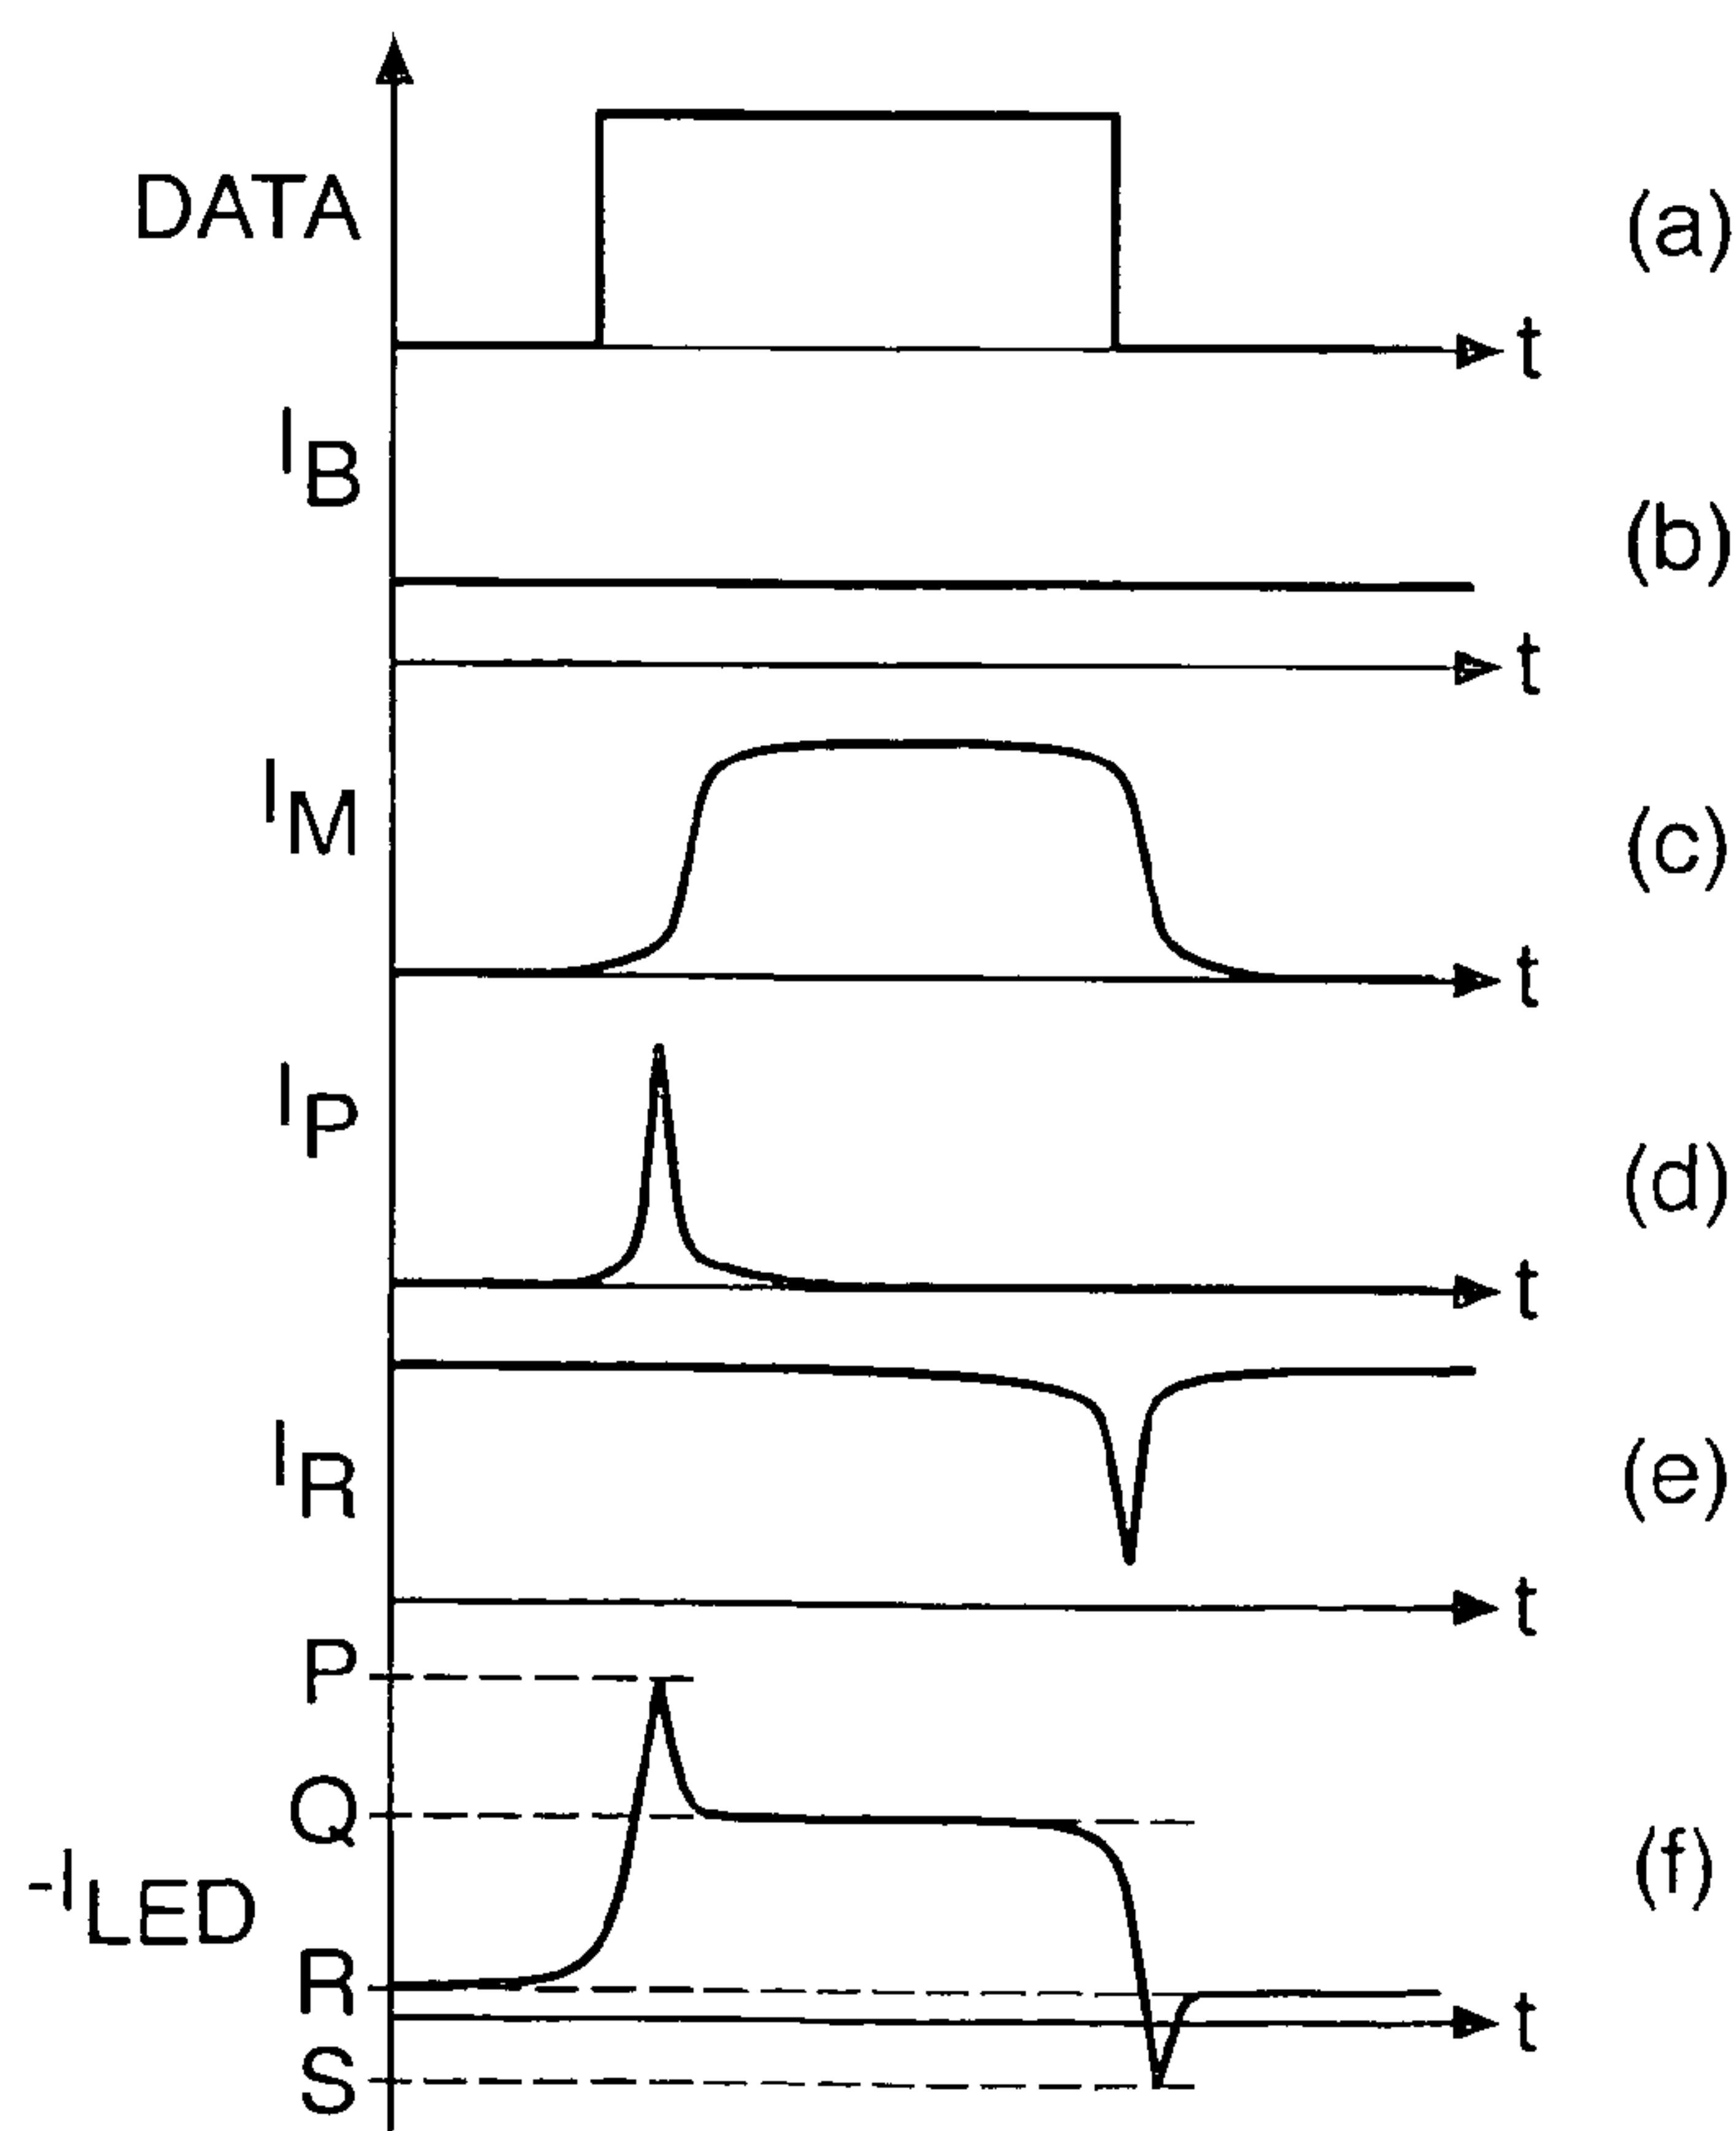 DATA
(a)
t
I_B
(b)
t
I_M
(c)
t
I_P
(d)
t
I_R
(e)
t
P
Q
-I_LED
(f)
R
t
S